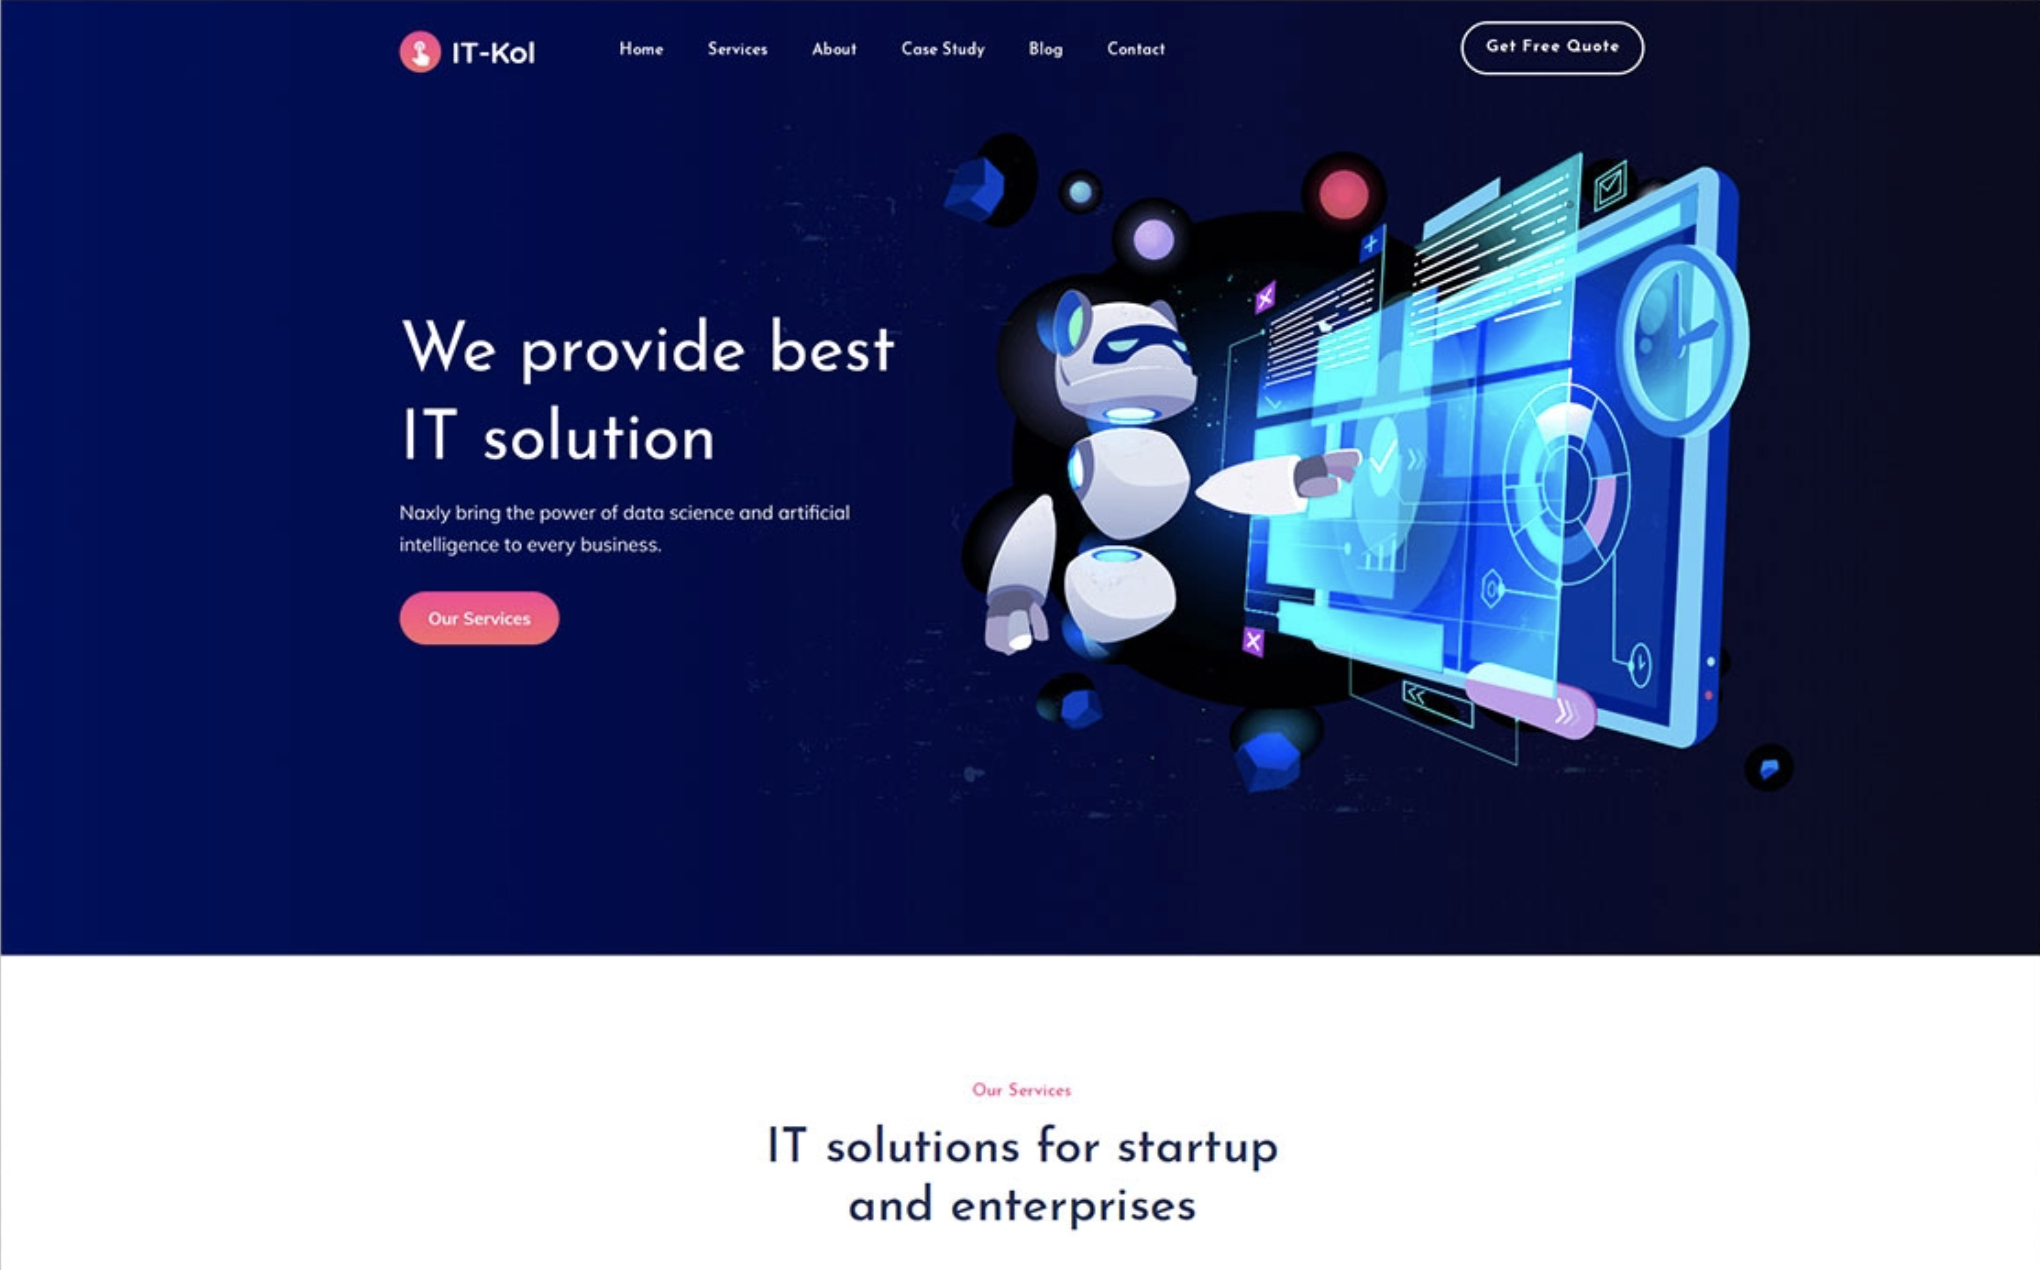 IT-Kol
Home Services About Case Study Blog Contact
Get Free Quote
We provide best
IT solution
Naxly bring the power of data science and artificial
intelligence to every business.
Our Services
Our Services
IT solutions for startup
and enterprises